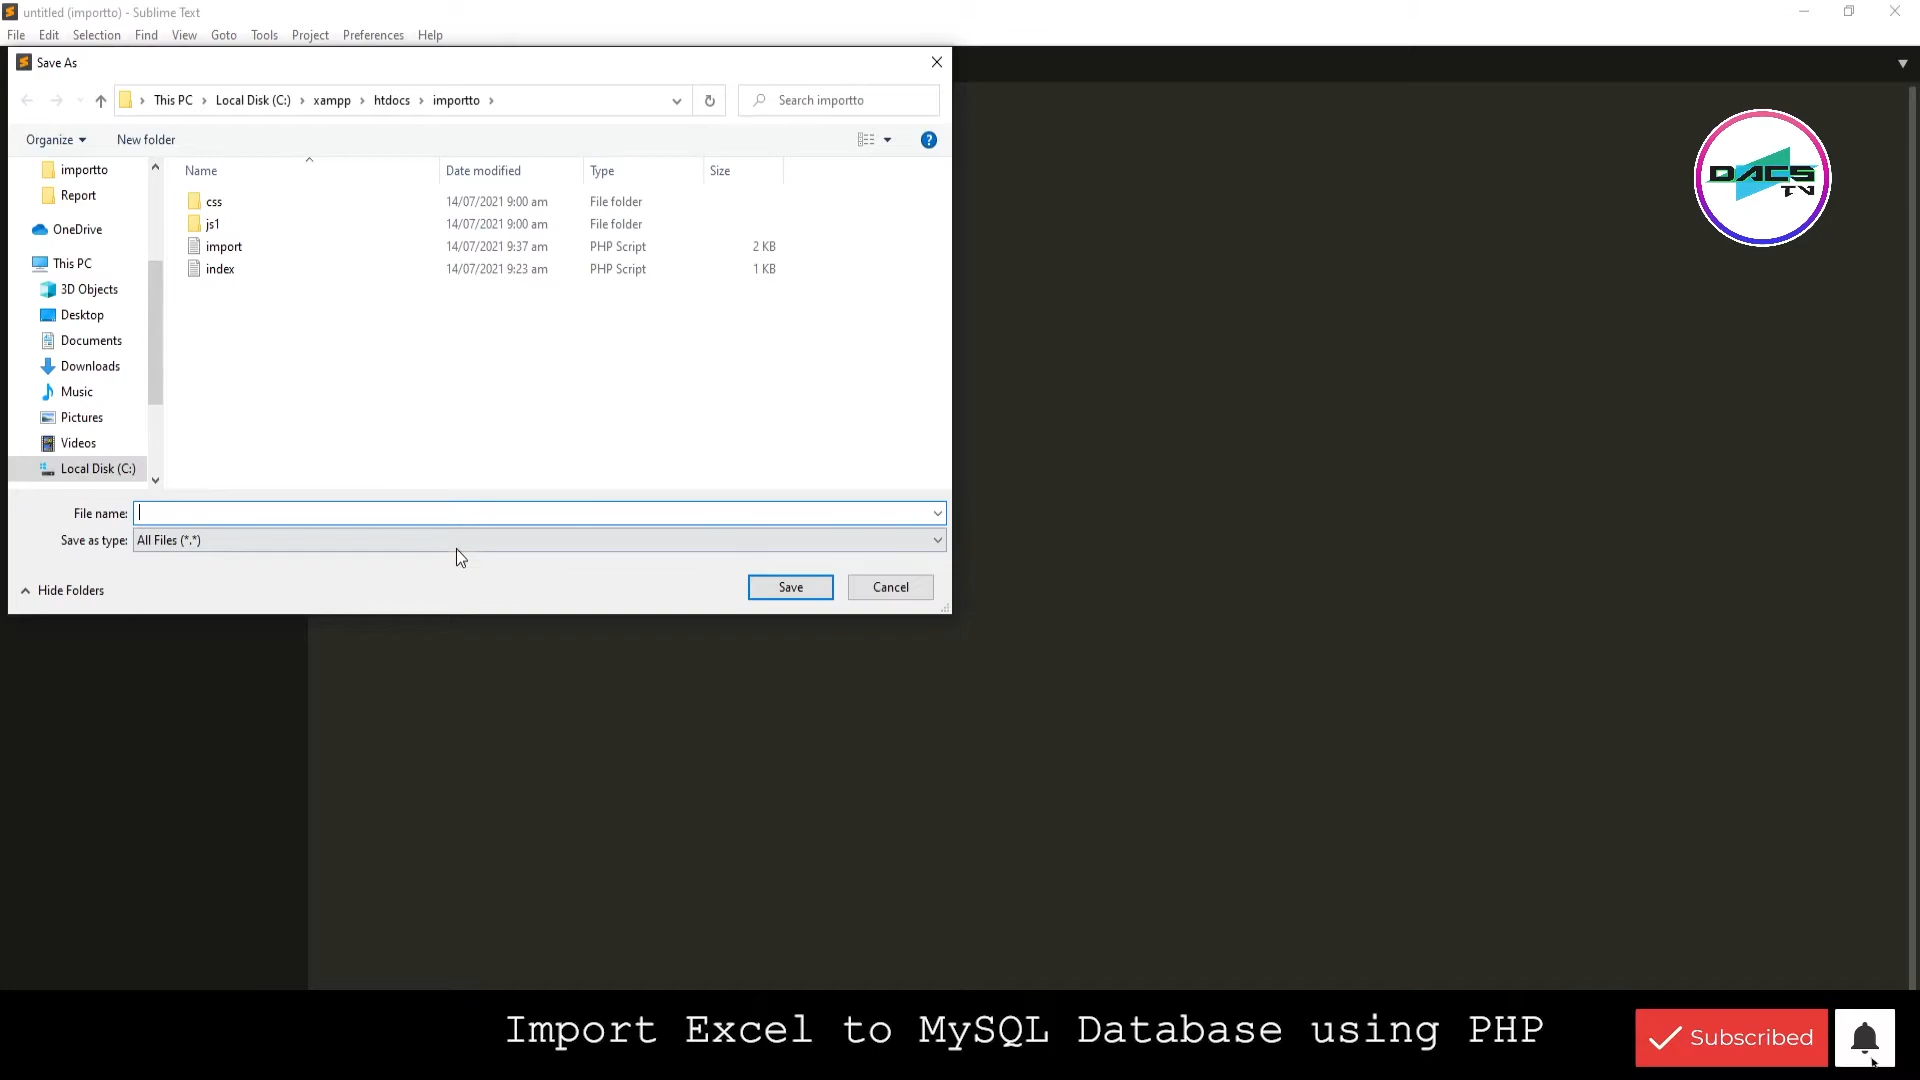 untitled (importto) - Sublime Text
File Edit Selection Find View Goto Tools Project Preferences Help
Save As
This PC > Local Disk (C:) > xampp > htdocs > importto >
Search importto
Organize
New folder
importto
Report
OneDrive
This PC
3D Objects
Desktop
Documents
Downloads
Music
Pictures
Videos
Local Disk (C:)
Name Date modified Type Size
css 14/07/2021 9:00 am File folder
js1 14/07/2021 9:00 am File folder
import 14/07/2021 9:37 am PHP Script 2 KB
index 14/07/2021 9:23 am PHP Script 1 KB
File name:
Save as type: All Files (*.*)
Hide Folders
Save
Cancel
DACS
TV
Import Excel to MySQL Database using PHP
Subscribed